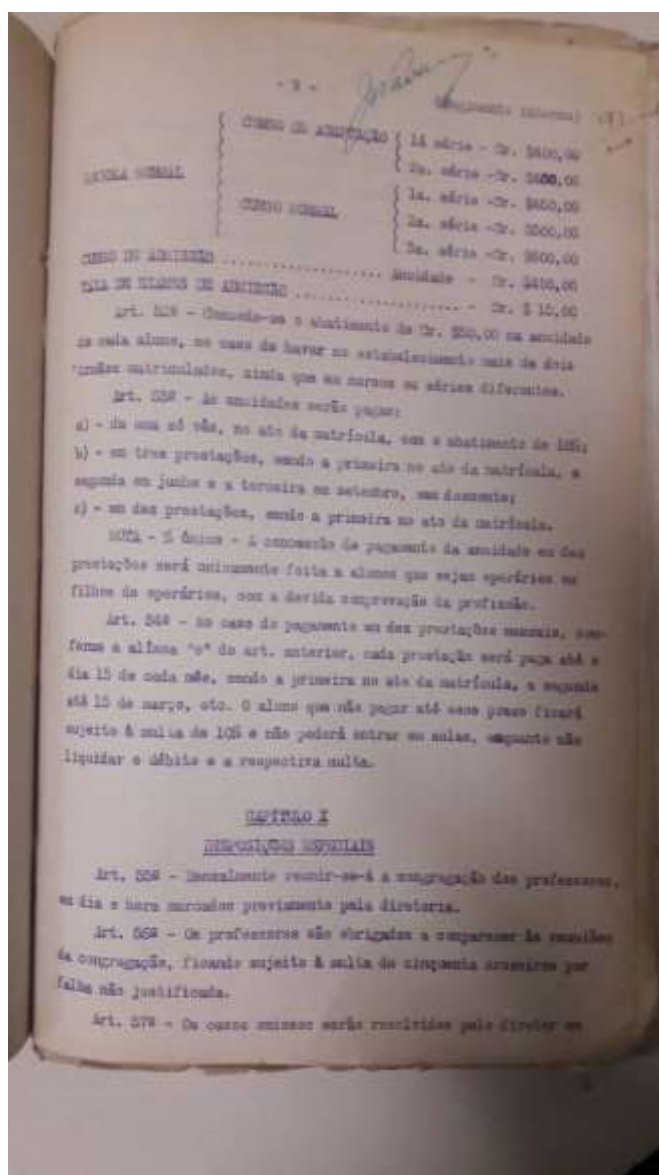 - 9 -
(Regimento interno)
CURSO DE ADMISSÃO { 1a série - Cr. $400,00
2a. série - Cr. $400,00
ESCOLA NORMAL
1a. série - Cr. $450,00
CURSO NORMAL { 2a. série - Cr. $500,00
3a. série - Cr. $600,00
CURSO DE ADMISSÃO .................. Anuidade - Cr. $400,00
TAXA DE EXAMES DE ADMISSÃO .................. - Cr. $ 15,00
Art. 52º - Concede-se o abatimento de Cr. $50,00 na anuidade
de cada aluno, no caso de haver no estabelecimento mais de dois
irmãos matriculados, ainda que em cursos ou séries diferentes.
Art. 53º - As anuidades serão pagas:
a) - de uma só vês, no ato da matrícula, com o abatimento de 10%;
b) - em tres prestações, sendo a primeira no ato da matrícula, a
segunda em junho e a terceira em setembro, sem desconto;
c) - em dez prestações, sendo a primeira no ato da matrícula.
NOTA - § Único - A concessão de pagamento da anuidade em dez
prestações será unicamente feita a alunos que sejam operários ou
filhos de operários, com a devida comprovação da profissão.
Art. 54º - No caso do pagamento em dez prestações mensais, con-
forme a alínea "c" do art. anterior, cada prestação será paga até o
dia 15 de cada mês, sendo a primeira no ato da matrícula, a segunda
até 15 de março, etc. O aluno que não pagar até esse prazo ficará
sujeito à multa de 10% e não poderá entrar em aulas, enquanto não
liquidar o débito e a respectiva multa.
CAPÍTULO X
DISPOSIÇÕES ESPECIAIS
Art. 55º - Mensalmente reunir-se-á a congregação dos professores,
em dia e hora marcados previamente pela diretoria.
Art. 56º - Os professores são obrigados a comparecer às reuniões
da congregação, ficando sujeito à multa de cinquenta cruzeiros por
falha não justificada.
Art. 57º - Os casos omissos serão resolvidos pelo diretor em